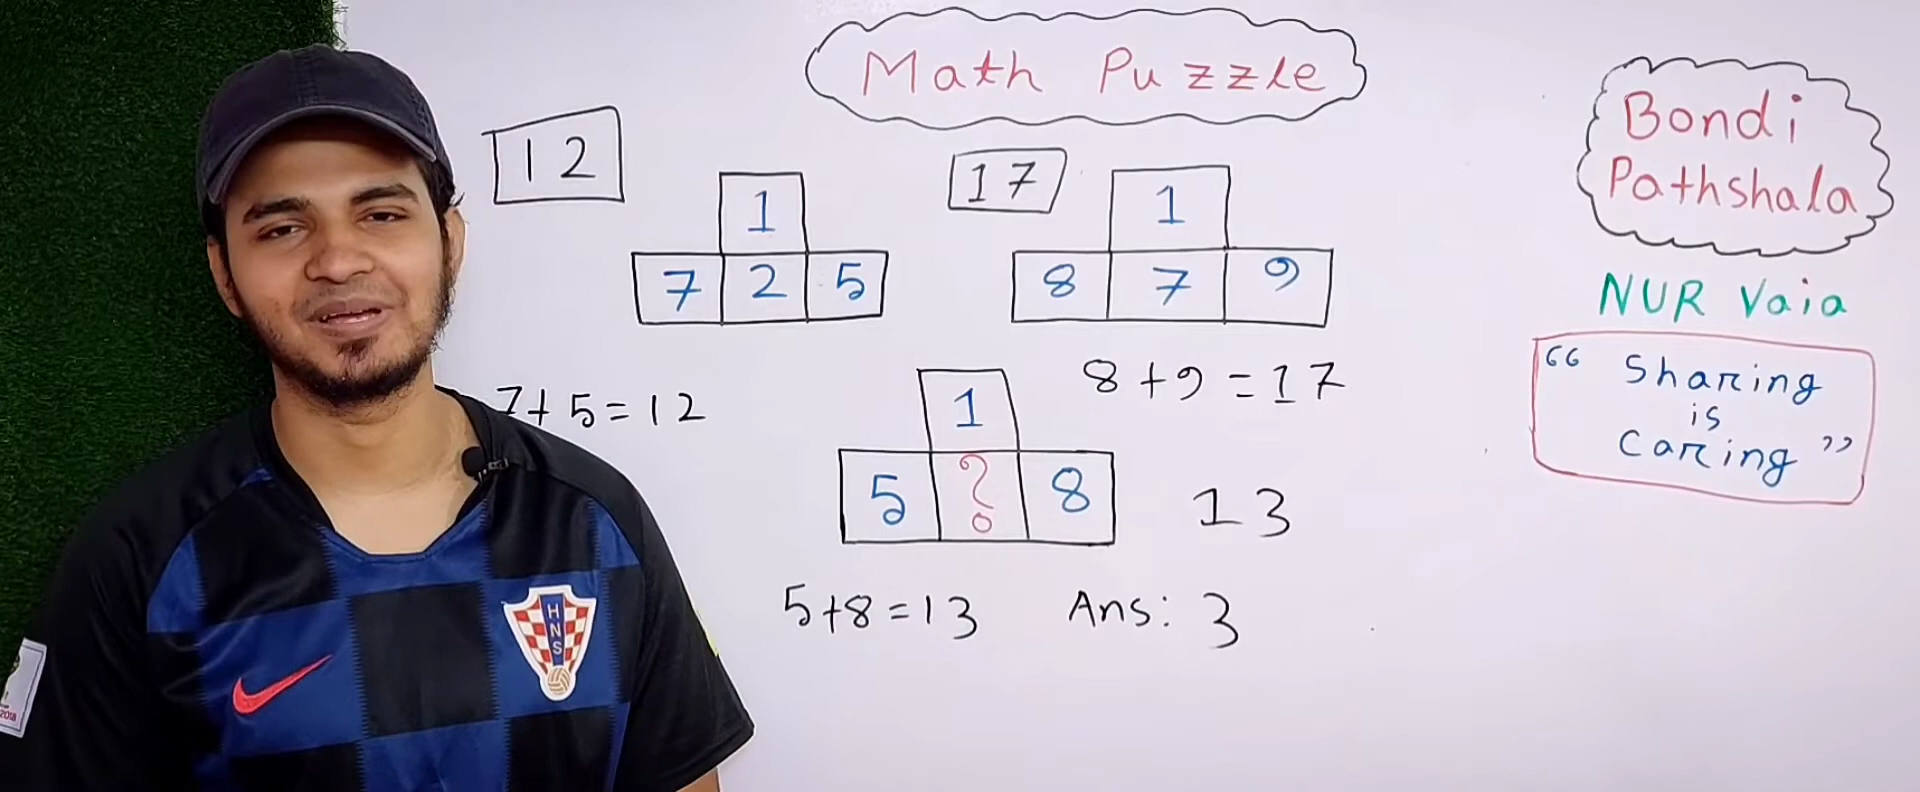 Math Puzzle
Bondi
Pathshala
NUR Vaia
“ Sharing
is
Caring ”
12
1
7 2 5
7+5=12
17
1
8 7 9
8+9=17
1
5 ? 8
13
5+8=13
Ans: 3
HNS
2018